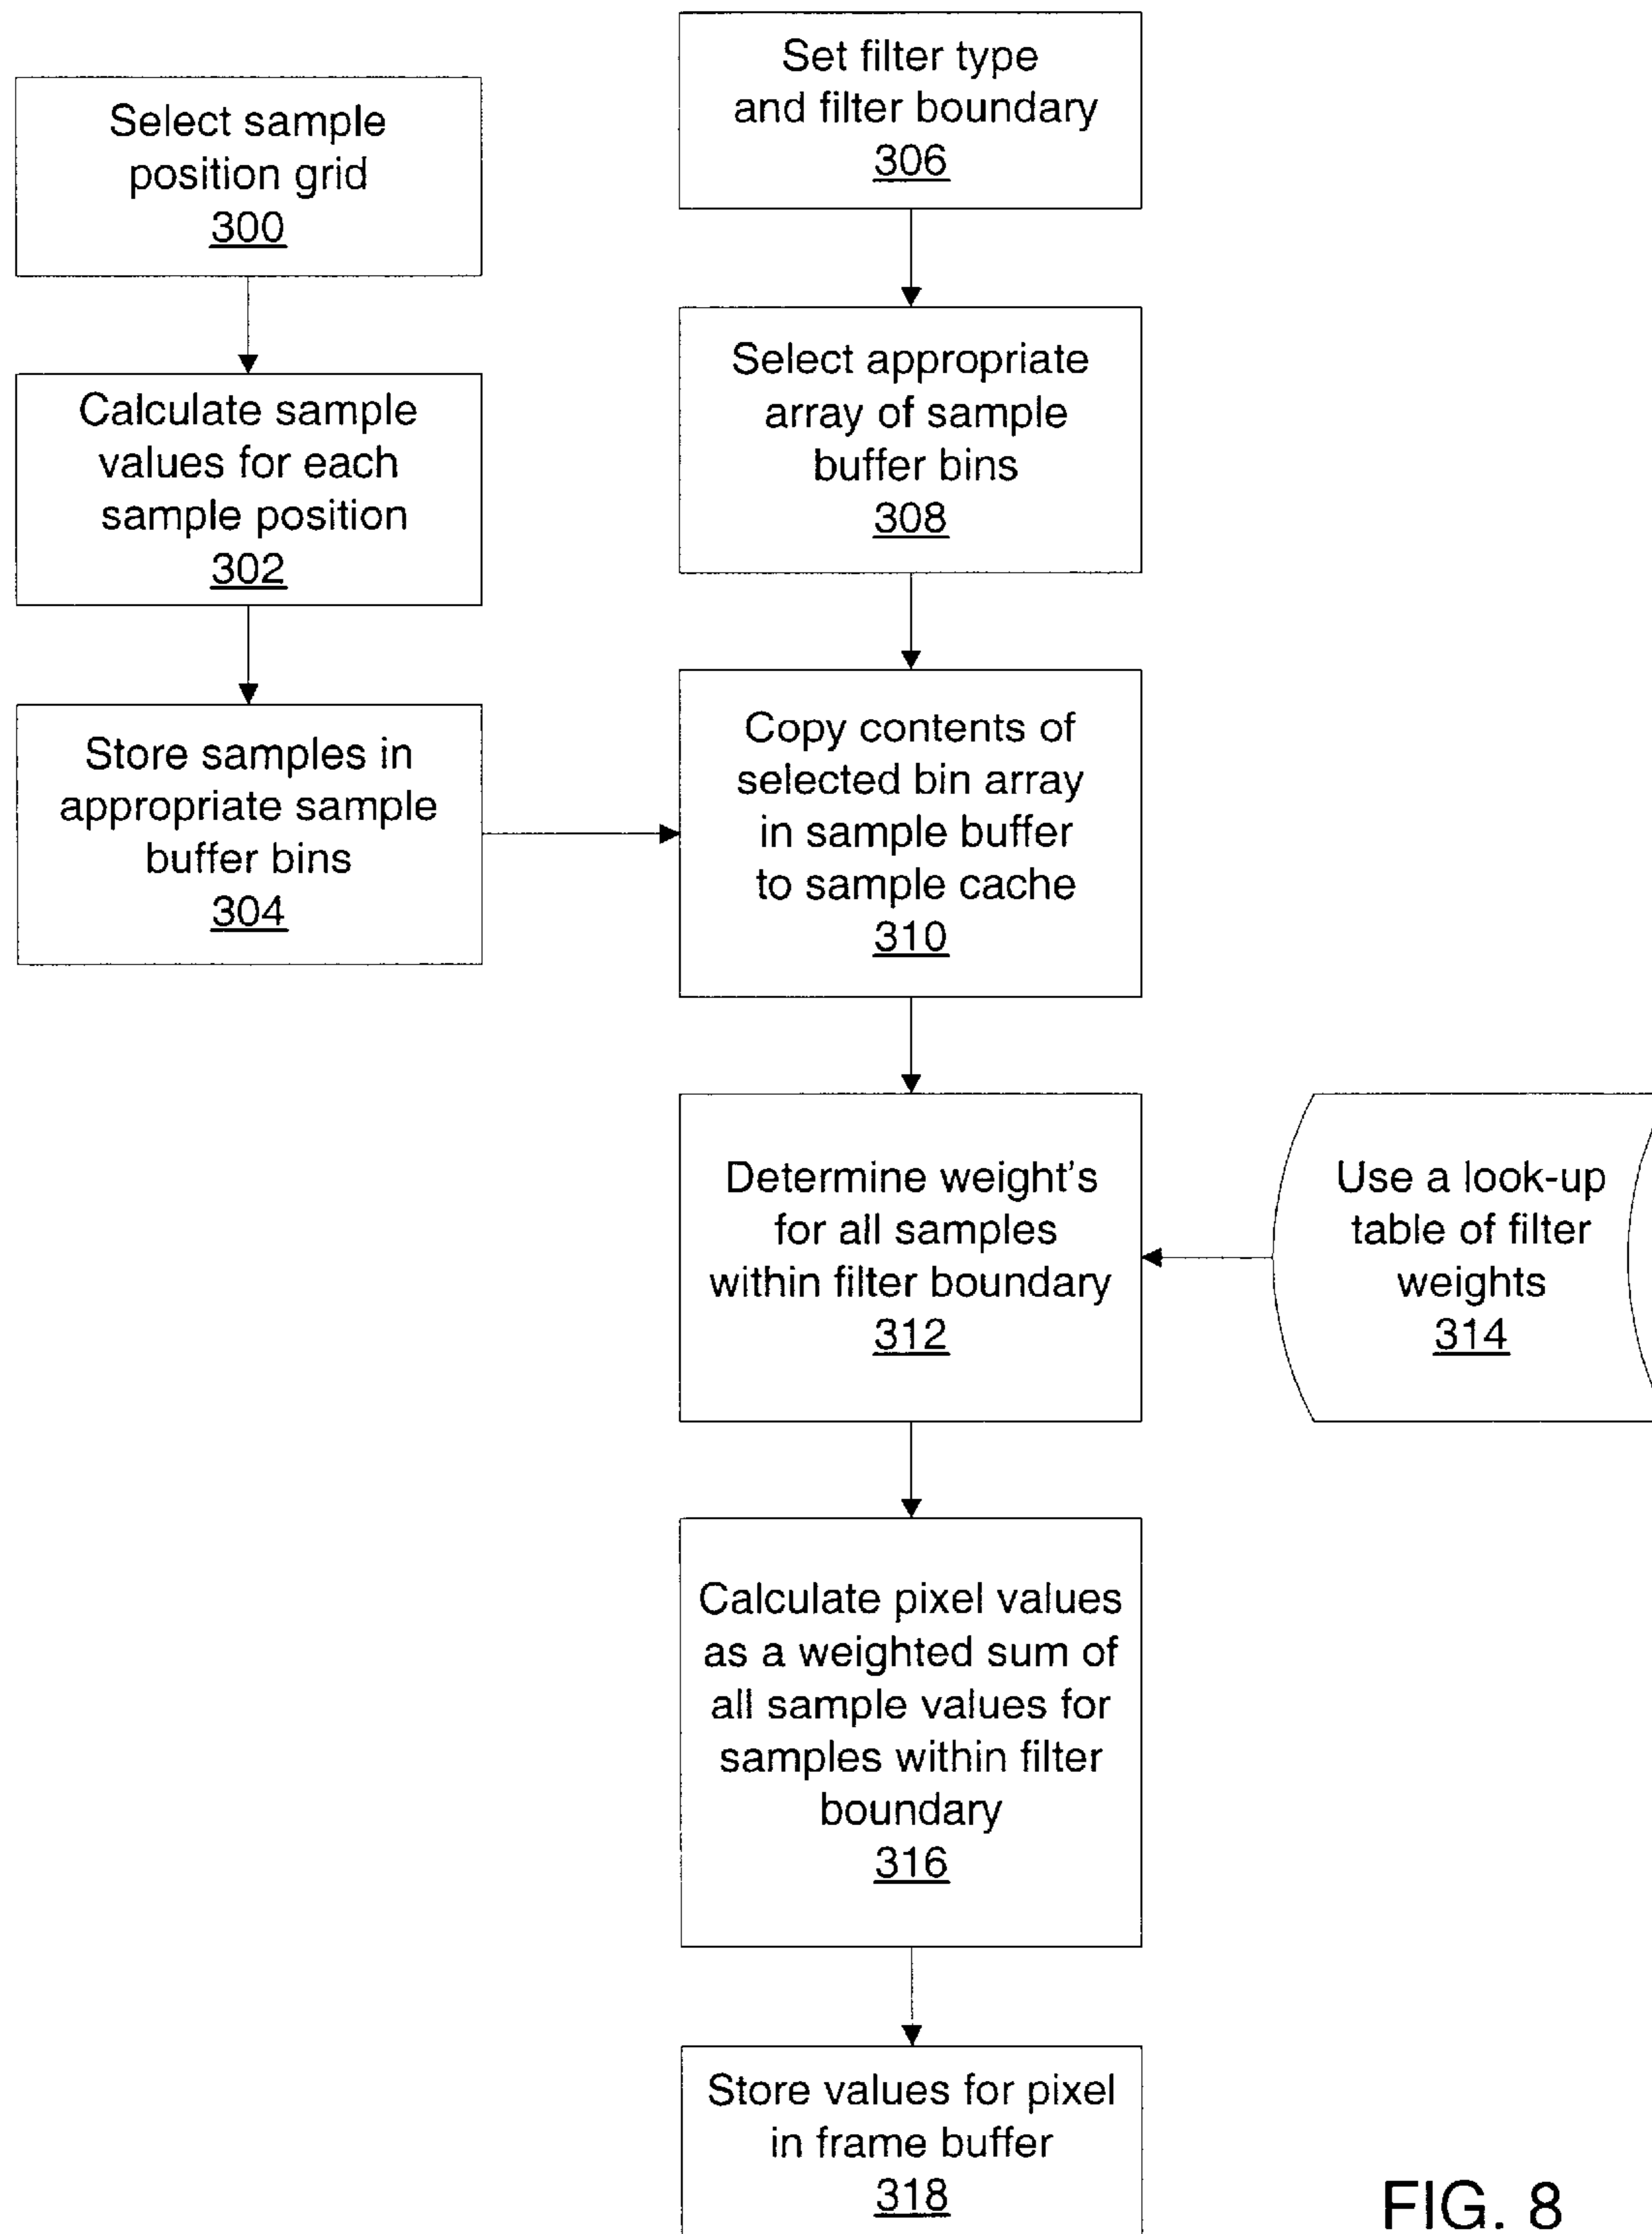 Select sample
position grid
300
Calculate sample
values for each
sample position
302
Store samples in
appropriate sample
buffer bins
304
Set filter type
and filter boundary
306
Select appropriate
array of sample
buffer bins
308
Copy contents of
selected bin array
in sample buffer
to sample cache
310
Determine weight's
for all samples
within filter boundary
312
Use a look-up
table of filter
weights
314
Calculate pixel values
as a weighted sum of
all sample values for
samples within filter
boundary
316
Store values for pixel
in frame buffer
318
FIG. 8